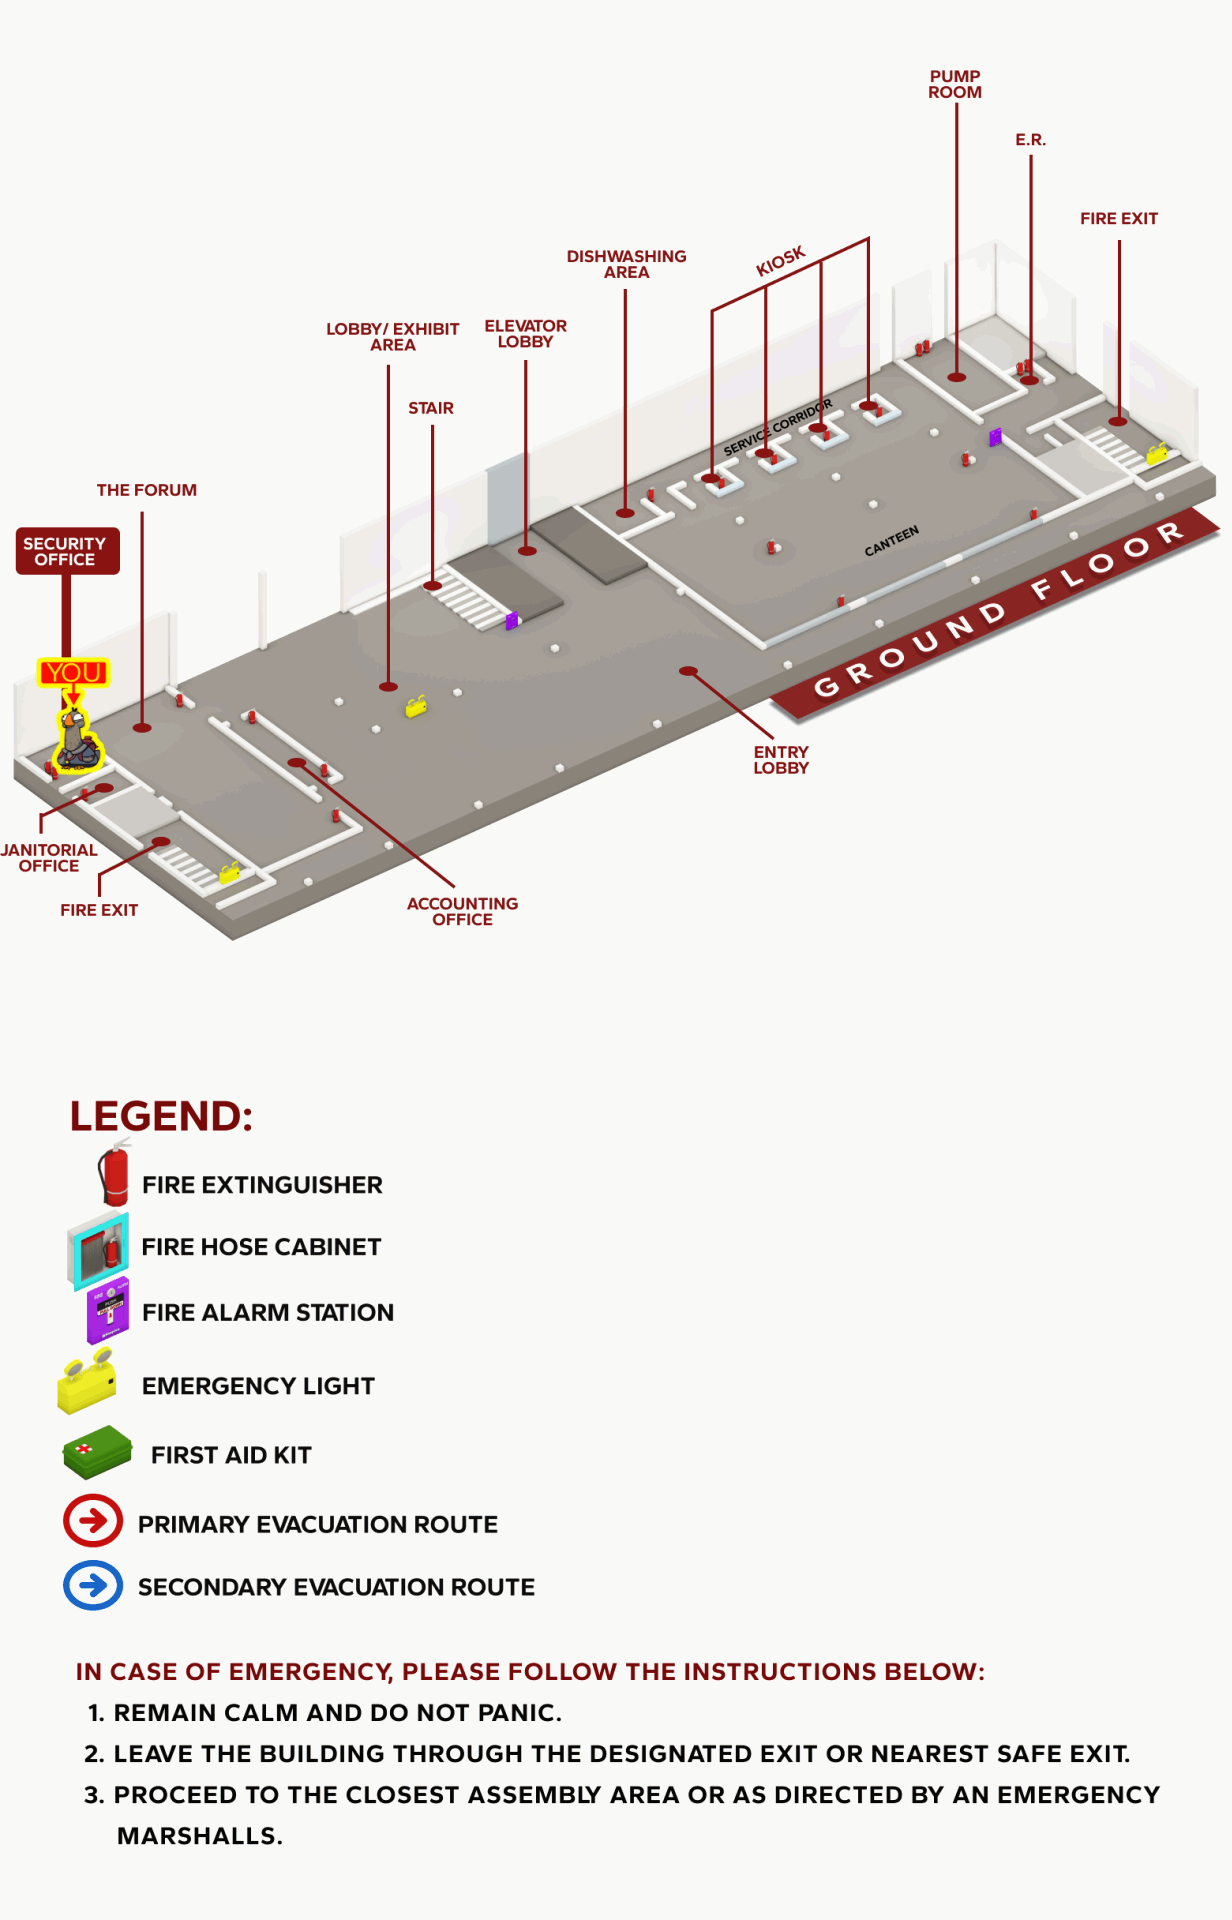 PUMP
ROOM
E.R.
FIRE EXIT
KIOSK
DISHWASHING
AREA
LOBBY/ EXHIBIT
AREA
ELEVATOR
LOBBY
STAIR
SERVICE CORRIDOR
THE FORUM
CANTEEN
SECURITY
OFFICE
GROUND FLOOR
YOU
ENTRY
LOBBY
JANITORIAL
OFFICE
FIRE EXIT
ACCOUNTING
OFFICE
LEGEND:
FIRE EXTINGUISHER
FIRE HOSE CABINET
FIRE ALARM STATION
EMERGENCY LIGHT
FIRST AID KIT
PRIMARY EVACUATION ROUTE
SECONDARY EVACUATION ROUTE
IN CASE OF EMERGENCY, PLEASE FOLLOW THE INSTRUCTIONS BELOW:
1. REMAIN CALM AND DO NOT PANIC.
2. LEAVE THE BUILDING THROUGH THE DESIGNATED EXIT OR NEAREST SAFE EXIT.
3. PROCEED TO THE CLOSEST ASSEMBLY AREA OR AS DIRECTED BY AN EMERGENCY
MARSHALLS.